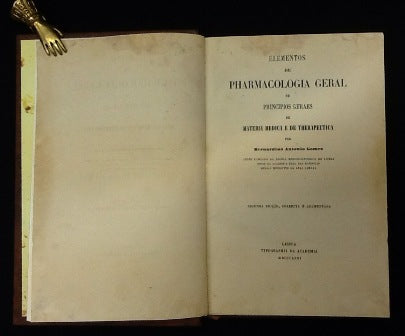 ELEMENTOS
DE
PHARMACOLOGIA GERAL
OU
PRINCIPIOS GERAES
DE
MATERIA MEDICA E DE THERAPEUTICA
POR
Bernardino Antonio Gomes
SEGUNDA EDIÇÃO, CORRECTA E AUGMENTADA
LISBOA
TYPOGRAPHIA DA ACADEMIA